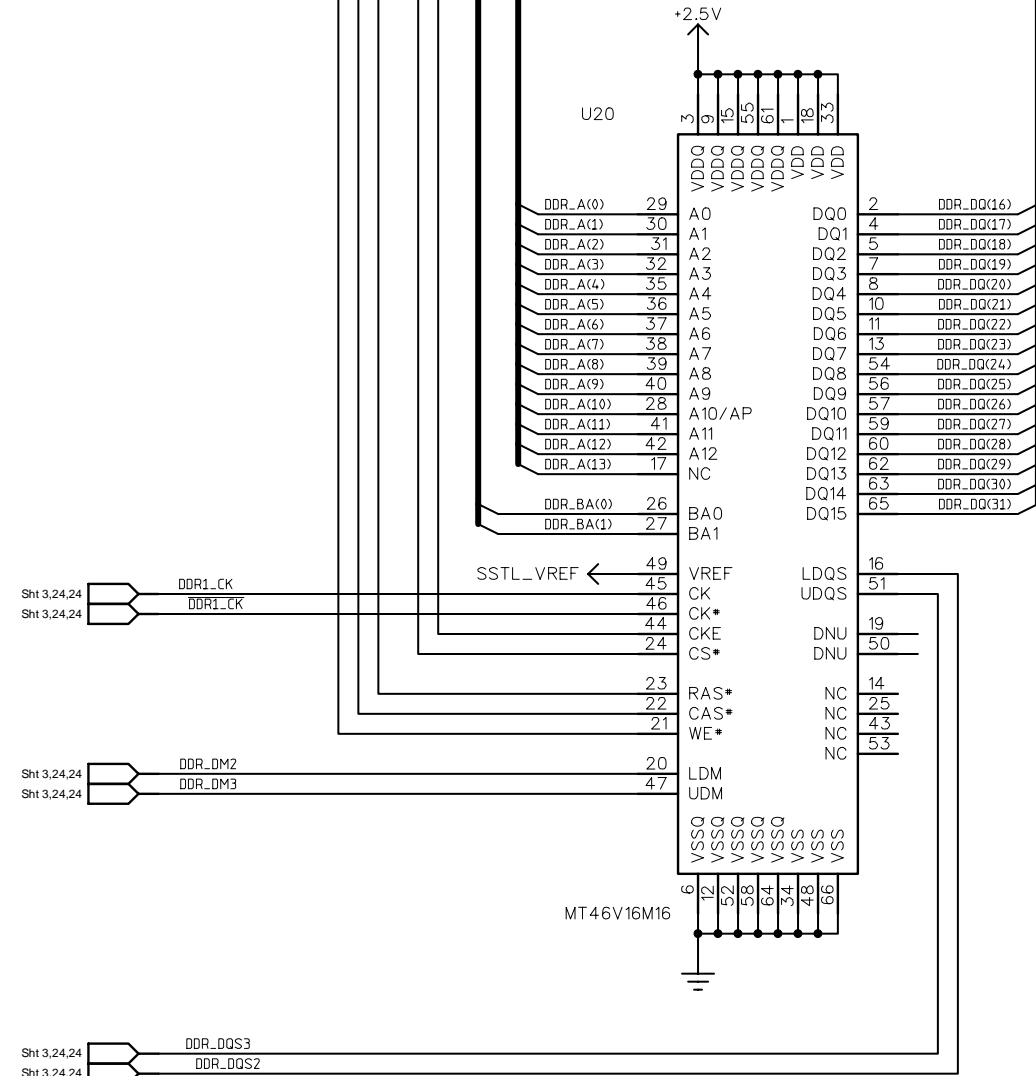 +2.5V
U20
3 9 15 55 61 1 18 33
VDDQ VDDQ VDDQ VDDQ VDDQ VDD VDD VDD
DDR_A(0) 29 A0 DQ0 2 DDR_DQ(16)
DDR_A(1) 30 A1 DQ1 4 DDR_DQ(17)
DDR_A(2) 31 A2 DQ2 5 DDR_DQ(18)
DDR_A(3) 32 A3 DQ3 7 DDR_DQ(19)
DDR_A(4) 35 A4 DQ4 8 DDR_DQ(20)
DDR_A(5) 36 A5 DQ5 10 DDR_DQ(21)
DDR_A(6) 37 A6 DQ6 11 DDR_DQ(22)
DDR_A(7) 38 A7 DQ7 13 DDR_DQ(23)
DDR_A(8) 39 A8 DQ8 54 DDR_DQ(24)
DDR_A(9) 40 A9 DQ9 56 DDR_DQ(25)
DDR_A(10) 28 A10/AP DQ10 57 DDR_DQ(26)
DDR_A(11) 41 A11 DQ11 59 DDR_DQ(27)
DDR_A(12) 42 A12 DQ12 60 DDR_DQ(28)
DDR_A(13) 17 NC DQ13 62 DDR_DQ(29)
DQ14 63 DDR_DQ(30)
DDR_BA(0) 26 BA0 DQ15 65 DDR_DQ(31)
DDR_BA(1) 27 BA1
SSTL_VREF 49 VREF LDQS 16
Sht 3,24,24 DDR1_CK 45 CK UDQS 51
Sht 3,24,24 DDR1_CK 46 CK*
44 CKE DNU 19
24 CS* DNU 50
23 RAS* NC 14
22 CAS* NC 25
21 WE* NC 43
NC 53
Sht 3,24,24 DDR_DM2 20 LDM
Sht 3,24,24 DDR_DM3 47 UDM
VSSQ VSSQ VSSQ VSSQ VSSQ VSS VSS VSS
6 12 52 58 64 34 48 66
MT46V16M16
Sht 3,24,24 DDR_DQS3
Sht 3,24,24 DDR_DQS2